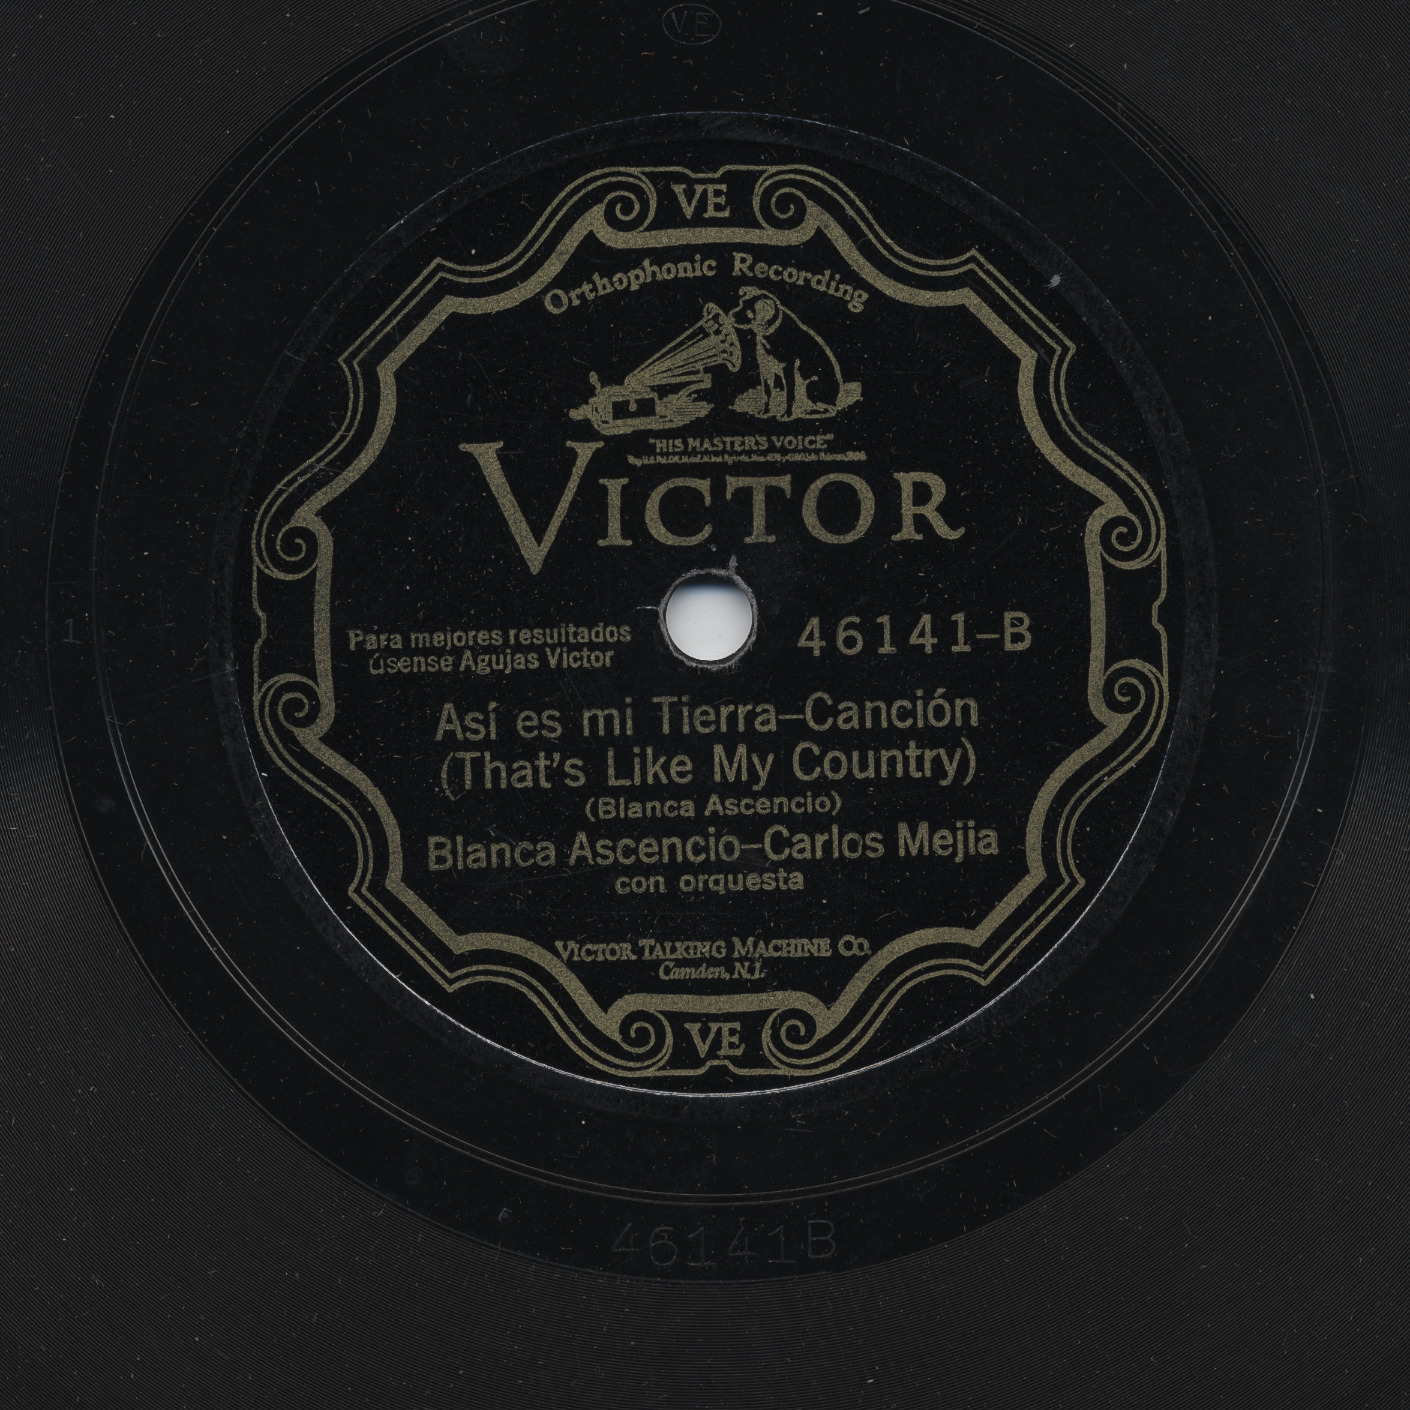 VE
VE
Orthophonic Recording
"HIS MASTER'S VOICE"
VICTOR
Para mejores resultados
úsense Agujas Victor
46141-B
1
Así es mi Tierra-Canción
(That's Like My Country)
(Blanca Ascencio)
Blanca Ascencio-Carlos Mejia
con orquesta
VICTOR TALKING MACHINE CO.
Camden, N.J.
VE
46141B